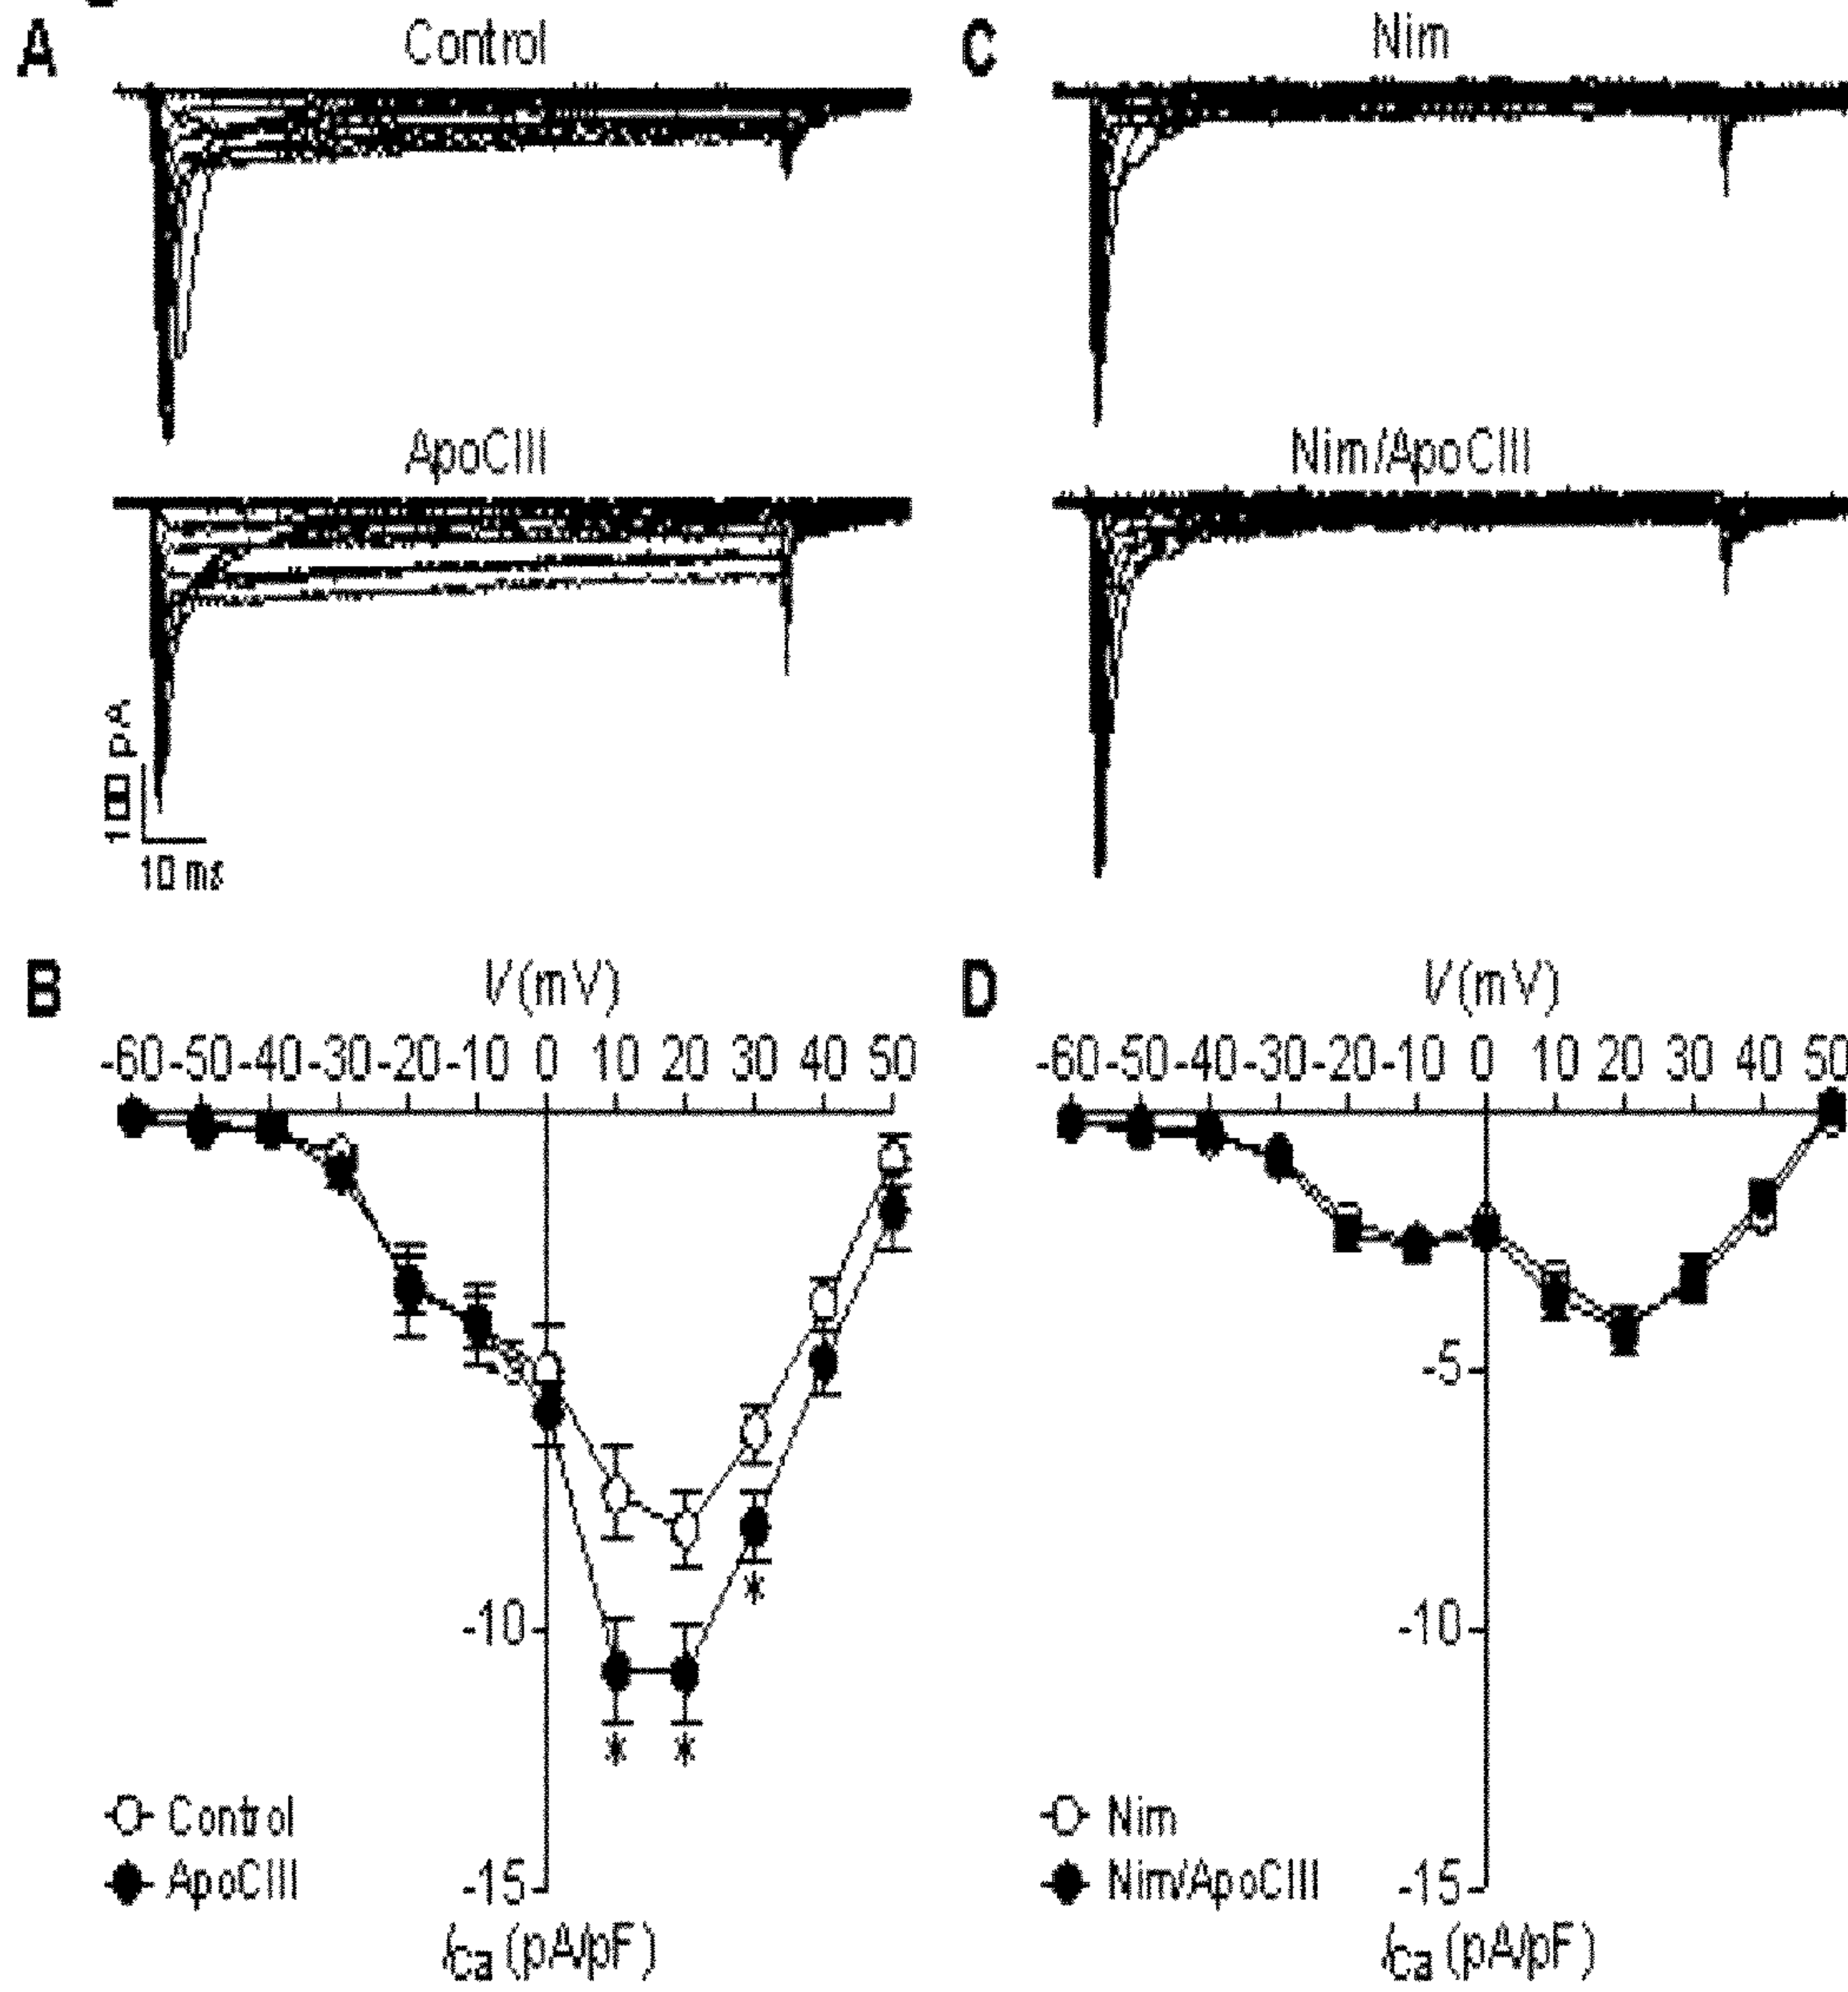 A
Control
C
Nim
ApoCIII
Nim/ApoCIII
100 pA
10 ms
B
V (mV)
-60 -50 -40 -30 -20 -10 0 10 20 30 40 50
-10
* * *
Control
ApoCIII
-15
ICa (pA/pF)
D
V (mV)
-60 -50 -40 -30 -20 -10 0 10 20 30 40 50
-5
-10
Nim
Nim/ApoCIII
-15
ICa (pA/pF)